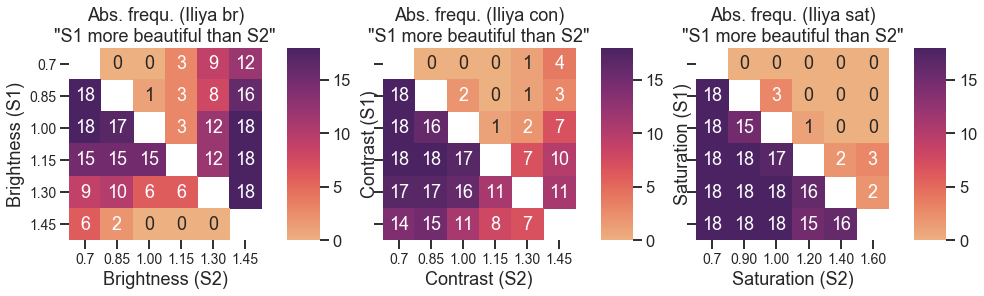 Abs. frequ. (Iliya br)
"S1 more beautiful than S2"
Brightness (S1)
0.7 0 0 3 9 12
0.85 18 1 3 8 16
1.00 18 17 3 12 18
1.15 15 15 15 12 18
1.30 9 10 6 6 18
1.45 6 2 0 0 0
0.7 0.85 1.00 1.15 1.30 1.45
Brightness (S2)
15
10
5
0
Abs. frequ. (Iliya con)
"S1 more beautiful than S2"
Contrast (S1)
0 0 0 1 4
18 2 0 1 3
18 16 1 2 7
18 18 17 7 10
17 17 16 11 11
14 15 11 8 7
0.7 0.85 1.00 1.15 1.30 1.45
Contrast (S2)
15
10
5
0
Abs. frequ. (Iliya sat)
"S1 more beautiful than S2"
Saturation (S1)
0 0 0 0 0
18 3 0 0 0
18 15 1 0 0
18 18 17 2 3
18 18 18 16 2
18 18 18 15 16
0.7 0.90 1.00 1.20 1.40 1.60
Saturation (S2)
15
10
5
0